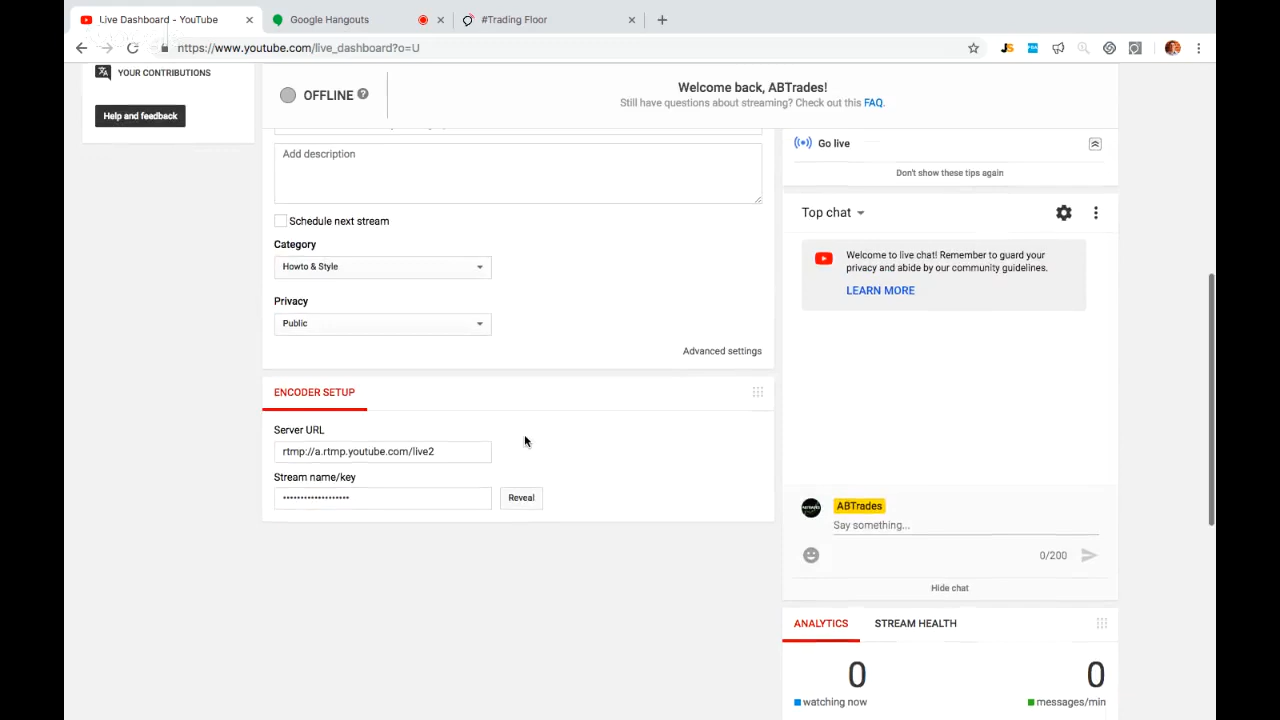 Live Dashboard - YouTube
Google Hangouts
#Trading Floor
https://www.youtube.com/live_dashboard?o=U
YOUR CONTRIBUTIONS
Help and feedback
OFFLINE
Welcome back, ABTrades!
Still have questions about streaming? Check out this FAQ.
Add description
Schedule next stream
Category
Howto & Style
Privacy
Public
Advanced settings
ENCODER SETUP
Server URL
rtmp://a.rtmp.youtube.com/live2
Stream name/key
•••••••••••••••••••
Reveal
Go live
Don't show these tips again
Top chat
Welcome to live chat! Remember to guard your
privacy and abide by our community guidelines.
LEARN MORE
ABTrades
Say something...
0/200
Hide chat
ANALYTICS
STREAM HEALTH
0
watching now
0
messages/min